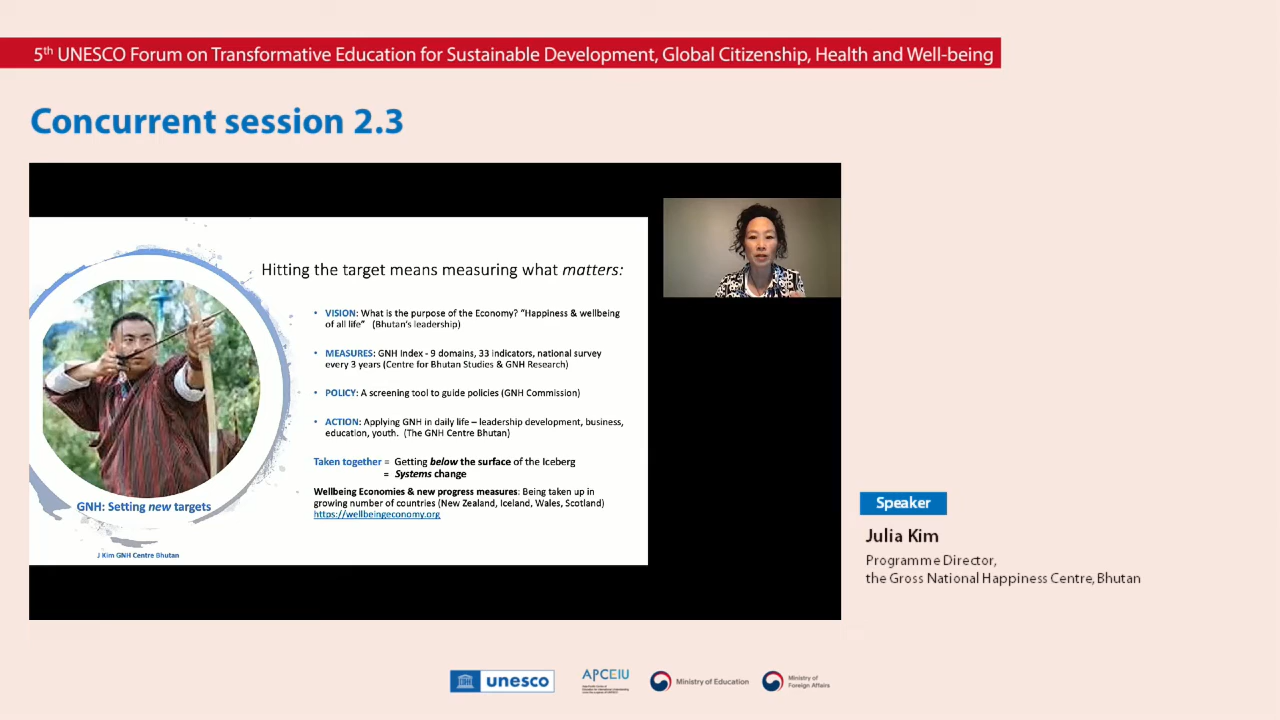 5th UNESCO Forum on Transformative Education for Sustainable Development, Global Citizenship, Health and Well-being
Concurrent session 2.3
Hitting the target means measuring what matters:
• VISION: What is the purpose of the Economy? "Happiness & wellbeing
of all life" (Bhutan's leadership)
• MEASURES: GNH Index - 9 domains, 33 indicators, national survey
every 3 years (Centre for Bhutan Studies & GNH Research)
• POLICY: A screening tool to guide policies (GNH Commission)
• ACTION: Applying GNH in daily life – leadership development, business,
education, youth. (The GNH Centre Bhutan)
Taken together = Getting below the surface of the Iceberg
= Systems change
Wellbeing Economies & new progress measures: Being taken up in
growing number of countries (New Zealand, Iceland, Wales, Scotland)
https://wellbeingeconomy.org
GNH: Setting new targets
J Kim GNH Centre Bhutan
Speaker
Julia Kim
Programme Director,
the Gross National Happiness Centre, Bhutan
unesco
APCEIU
Ministry of Education
Ministry of
Foreign Affairs